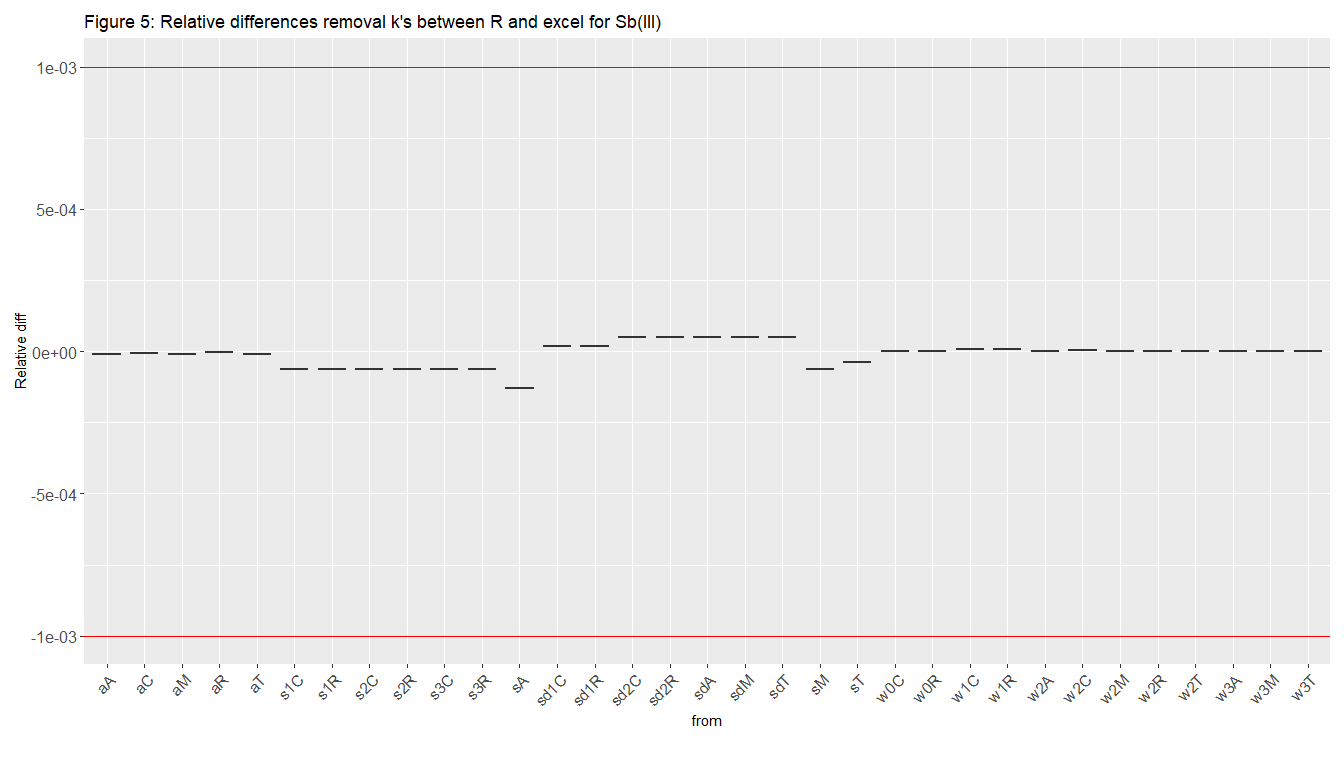 Figure 5: Relative differences removal k's between R and excel for Sb(III)
1e-03
5e-04
0e+00
-5e-04
-1e-03
Relative diff
aA aC aM aR aT s1C s1R s2C s2R s3C s3R sA sd1C sd1R sd2C sd2R sdA sdM sdT sM sT w0C w0R w1C w1R w2A w2C w2M w2R w2T w3A w3M w3T
from